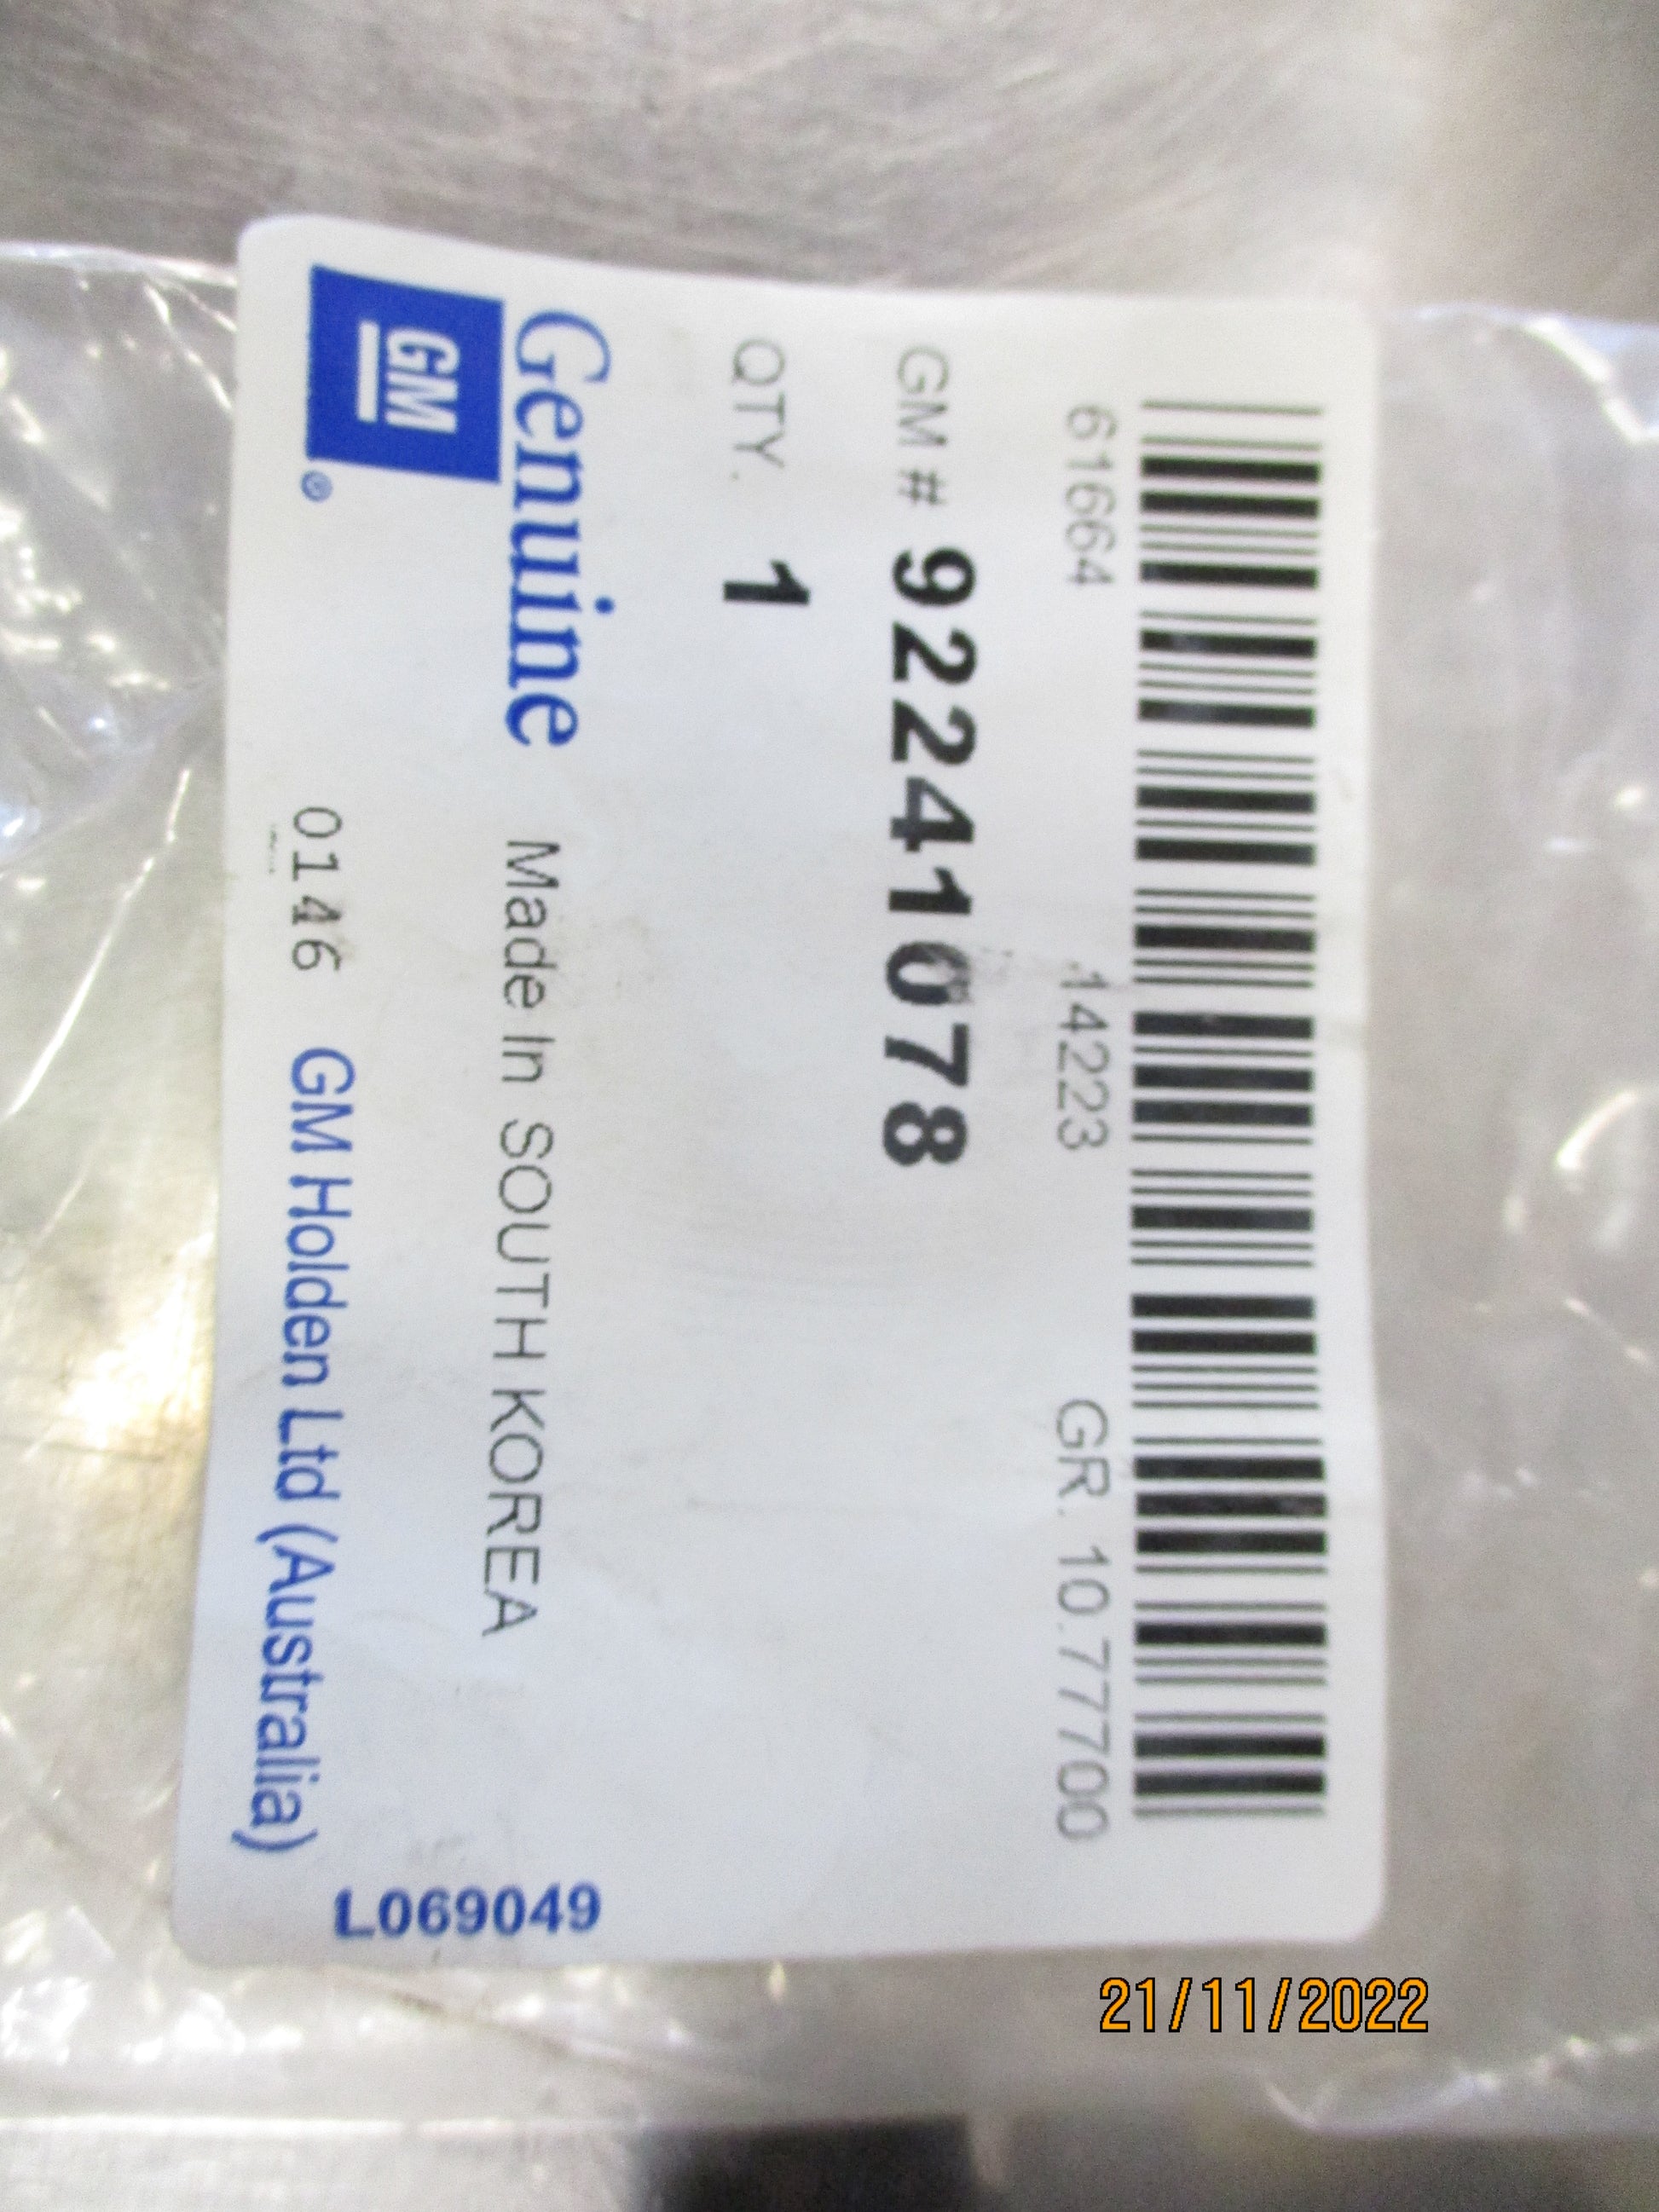 61664 14223 GR. 10.77700
GM # 92241078
QTY. 1
Genuine Made In SOUTH KOREA
GM ® 0146 GM Holden Ltd (Australia)
L069049
21/11/2022